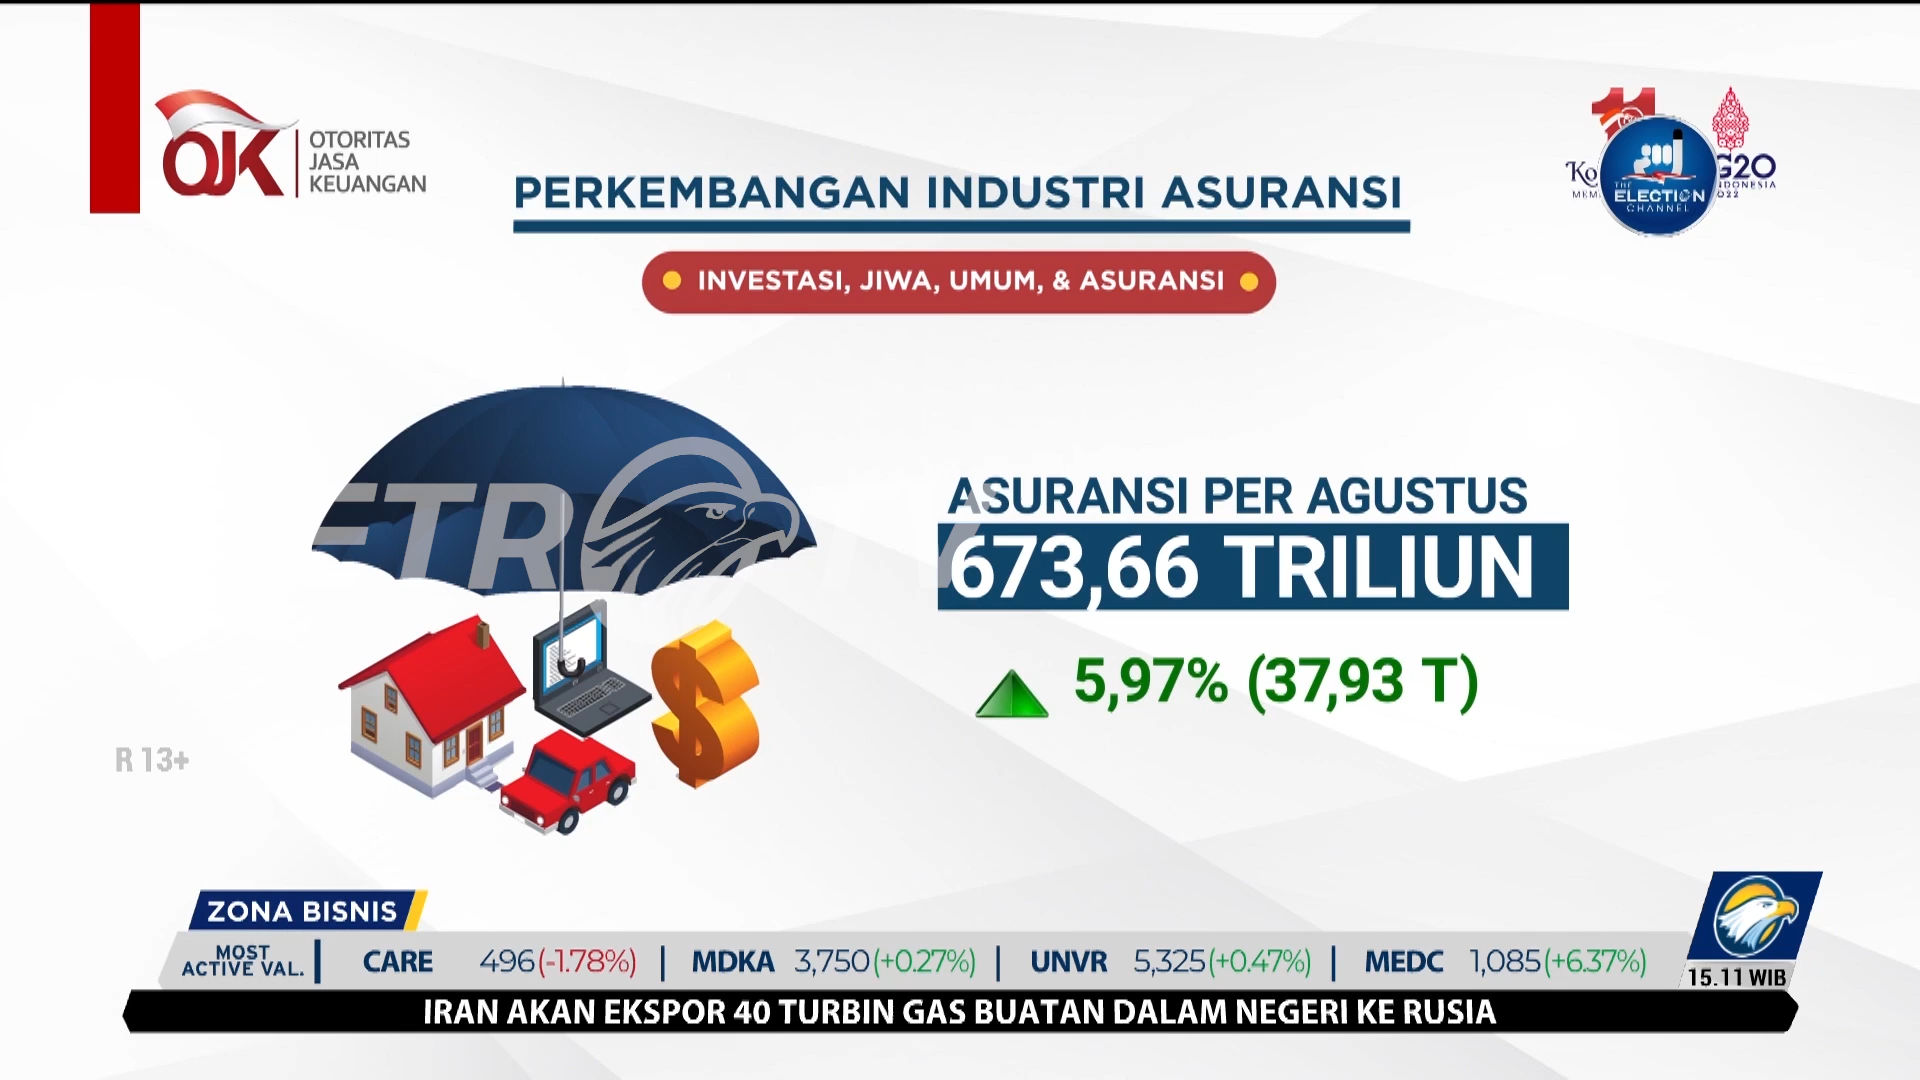 OJK
OTORITAS
JASA
KEUANGAN
PERKEMBANGAN INDUSTRI ASURANSI
INVESTASI, JIWA, UMUM, & ASURANSI
G20
THE
ELECTION
CHANNEL
ASURANSI PER AGUSTUS
673,66 TRILIUN
5,97% (37,93 T)
R 13+
ZONA BISNIS
MOST
ACTIVE VAL.
CARE 496 (-1.78%) | MDKA 3,750 (+0.27%) | UNVR 5,325 (+0.47%) | MEDC 1,085 (+6.37%)
15.11 WIB
IRAN AKAN EKSPOR 40 TURBIN GAS BUATAN DALAM NEGERI KE RUSIA